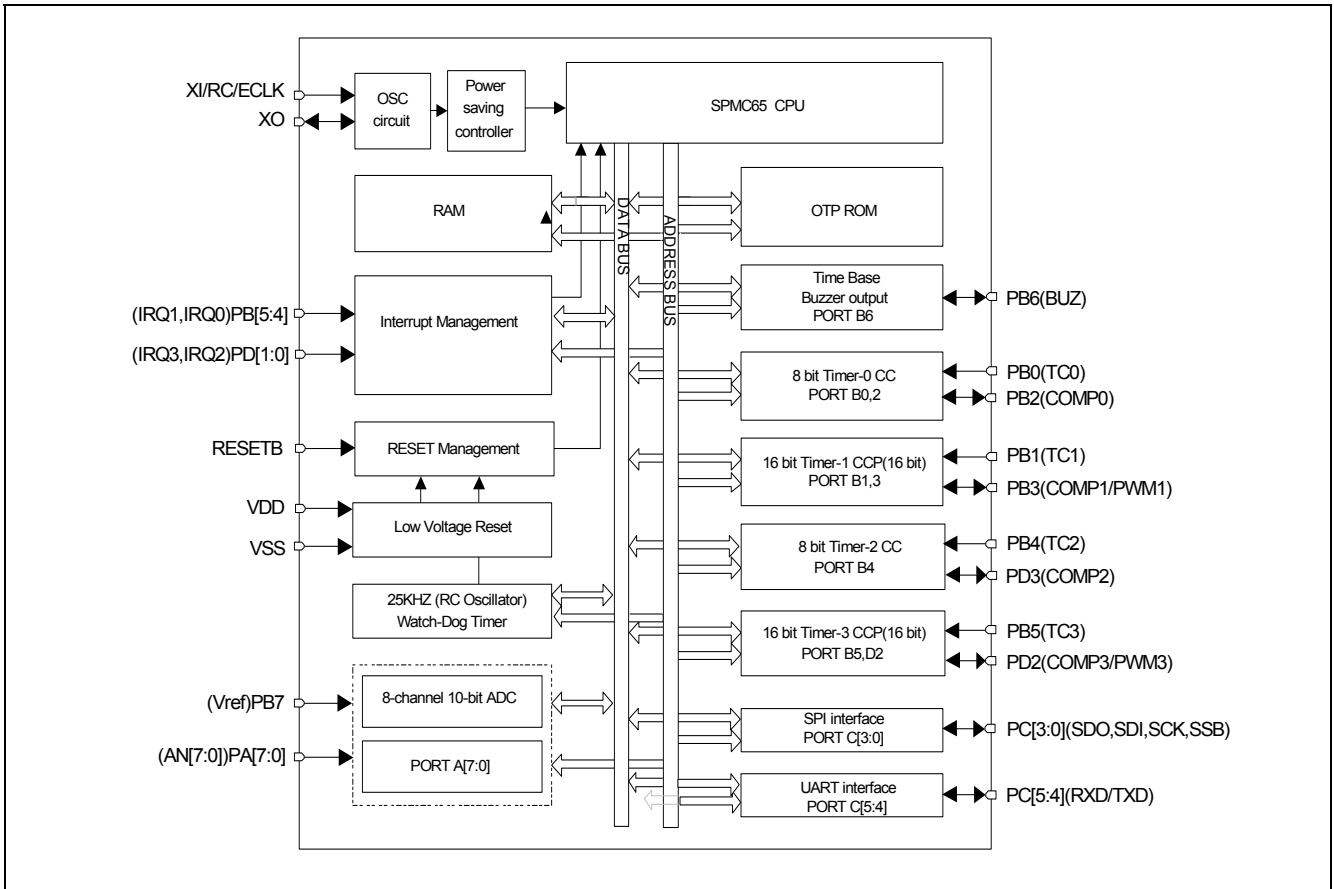 XI/RC/ECLK
XO
OSC
circuit
Power
saving
controller
SPMC65 CPU
RAM
DATA BUS
ADDRESS BUS
OTP ROM
(IRQ1,IRQ0)PB[5:4]
(IRQ3,IRQ2)PD[1:0]
Interrupt Management
Time Base
Buzzer output
PORT B6
PB6(BUZ)
8 bit Timer-0 CC
PORT B0,2
PB0(TC0)
PB2(COMP0)
RESETB
RESET Management
16 bit Timer-1 CCP(16 bit)
PORT B1,3
PB1(TC1)
PB3(COMP1/PWM1)
VDD
VSS
Low Voltage Reset
8 bit Timer-2 CC
PORT B4
PB4(TC2)
PD3(COMP2)
25KHZ (RC Oscillator)
Watch-Dog Timer
16 bit Timer-3 CCP(16 bit)
PORT B5,D2
PB5(TC3)
PD2(COMP3/PWM3)
(Vref)PB7
8-channel 10-bit ADC
SPI interface
PORT C[3:0]
PC[3:0](SDO,SDI,SCK,SSB)
(AN[7:0])PA[7:0]
PORT A[7:0]
UART interface
PORT C[5:4]
PC[5:4](RXD/TXD)